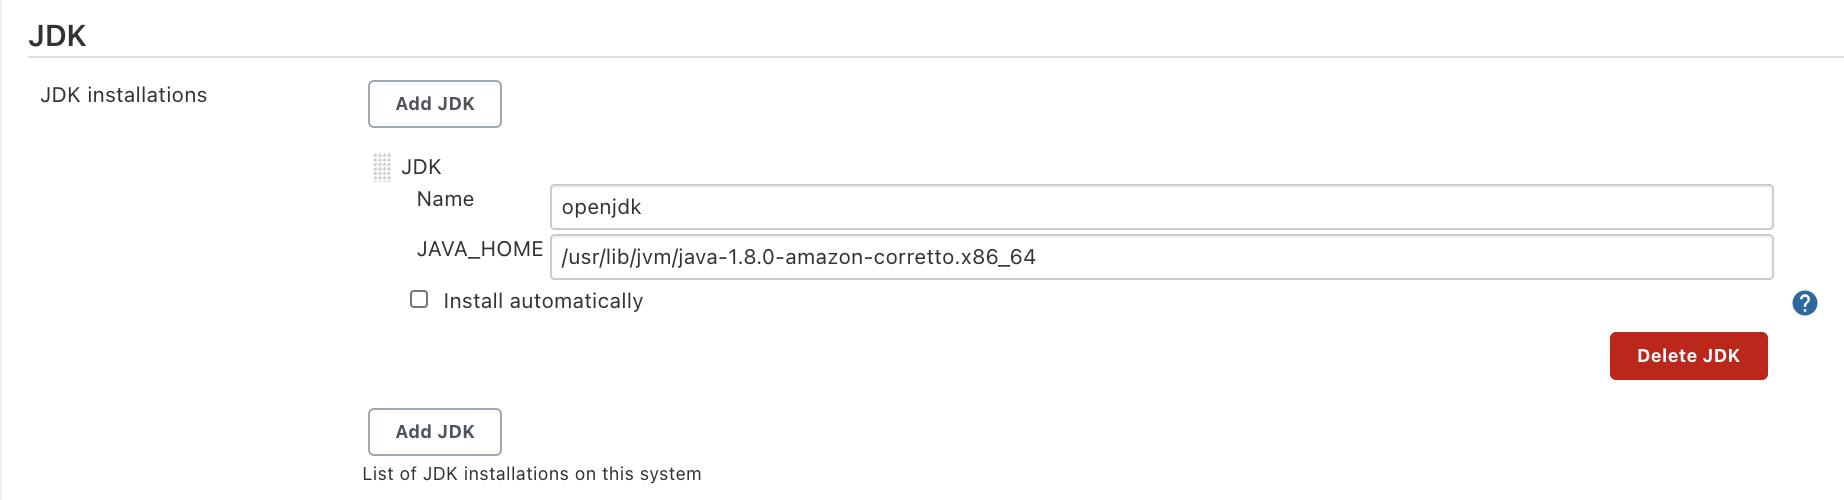 JDK
JDK installations
Add JDK
JDK
Name
openjdk
JAVA_HOME
/usr/lib/jvm/java-1.8.0-amazon-corretto.x86_64
Install automatically
?
Delete JDK
Add JDK
List of JDK installations on this system